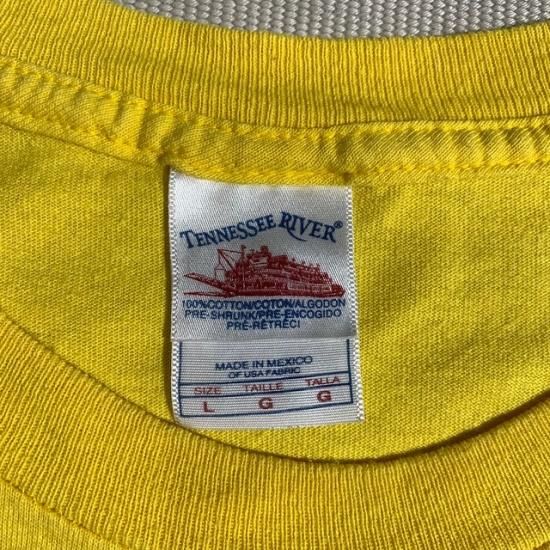 TENNESSEE RIVER®
100%COTTON/COTON/ALGODON
PRE-SHRUNK/PRE-ENCOGIDO
PRÉ-RÉTRÉCI
MADE IN MEXICO
OF USA FABRIC
SIZE TAILLE TALLA
L G G